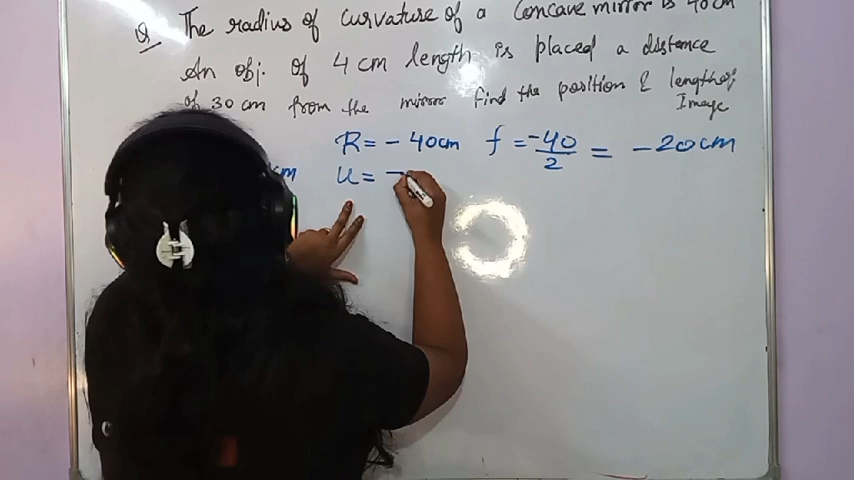 Q The radius of curvature of a Concave mirror is 40cm
An obj. of 4 cm length is placed a distance
of 30 cm from the mirror find the position & length of
Image
R = - 40cm f = -40/2 = - 20cm
cm u = -